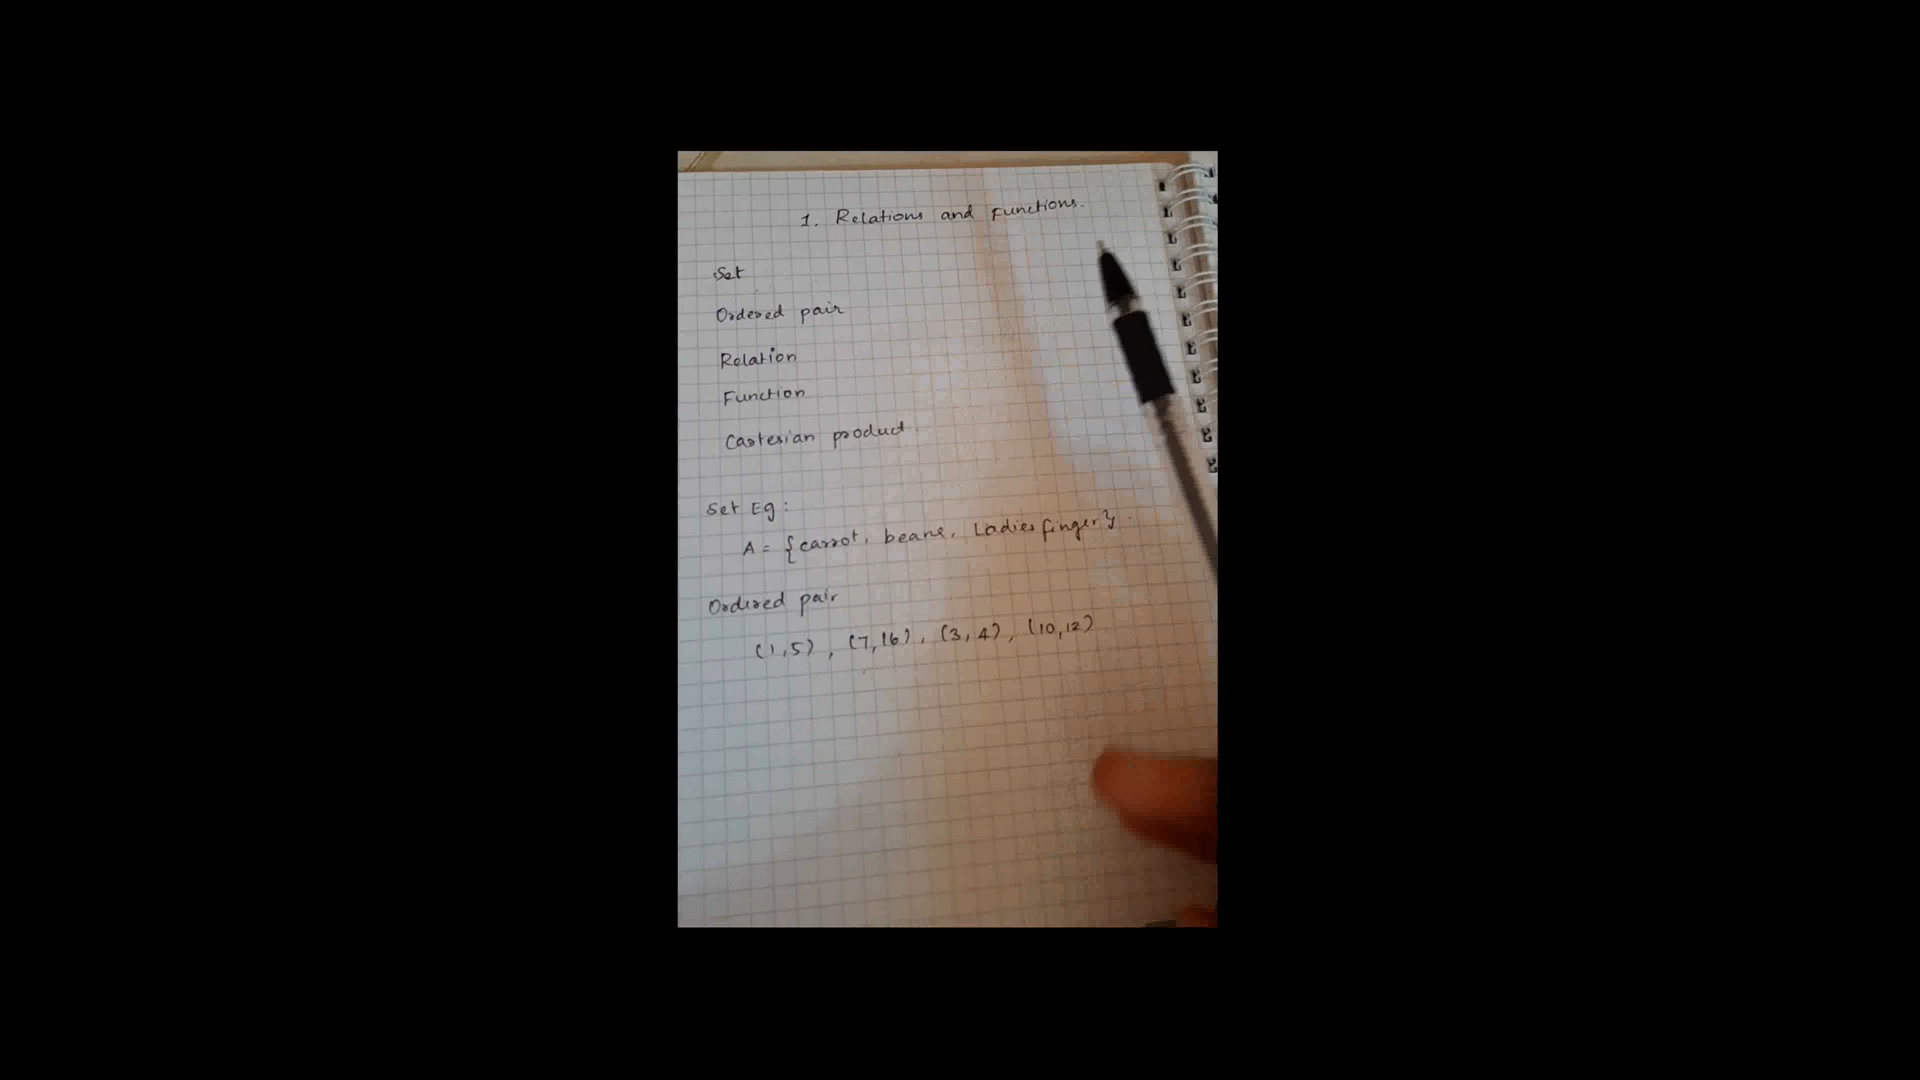 1. Relations and Functions.
Set
Ordered pair
Relation
Function
Cartesian product.
Set Eg:
A = {carrot, beans, Ladies finger}.
Ordered pair
(1,5), (7,16), (3,4), (10,12)